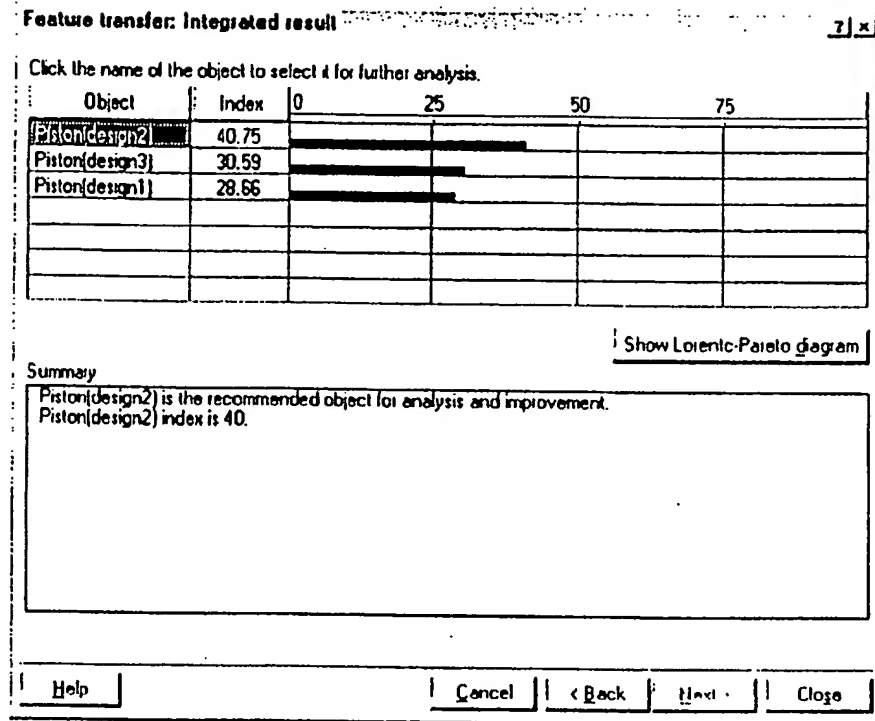 Feature transfer: Integrated result ? ×
Click the name of the object to select it for further analysis.
Object Index 0 25 50 75
Piston(design2) 40.75
Piston(design3) 30.59
Piston(design1) 28.66
Show Lorentc-Pareto diagram
Summary
Piston(design2) is the recommended object for analysis and improvement.
Piston(design2) index is 40.
Help Cancel < Back Next > Close